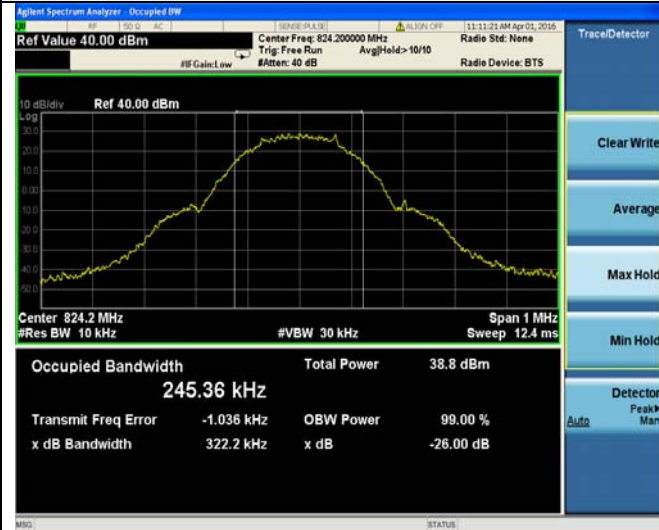 Agilent Spectrum Analyzer - Occupied BW
RF 50 Ω AC SENSE:PULSE ALIGN OFF 11:11:21 AM Apr 01, 2016
Ref Value 40.00 dBm Center Freq: 824.200000 MHz Radio Std: None
Trig: Free Run Avg|Hold:> 10/10
#IFGain:Low #Atten: 40 dB Radio Device: BTS
Trace/Detector
10 dB/div Ref 40.00 dBm
Log
30.0
20.0
10.0
0.00
-10.0
-20.0
-30.0
-40.0
-50.0
Center 824.2 MHz Span 1 MHz
#Res BW 10 kHz #VBW 30 kHz Sweep 12.4 ms
Occupied Bandwidth Total Power 38.8 dBm
245.36 kHz
Transmit Freq Error -1.036 kHz OBW Power 99.00 %
x dB Bandwidth 322.2 kHz x dB -26.00 dB
Clear Write
Average
Max Hold
Min Hold
Detector
Peak
Auto Man
MSG STATUS